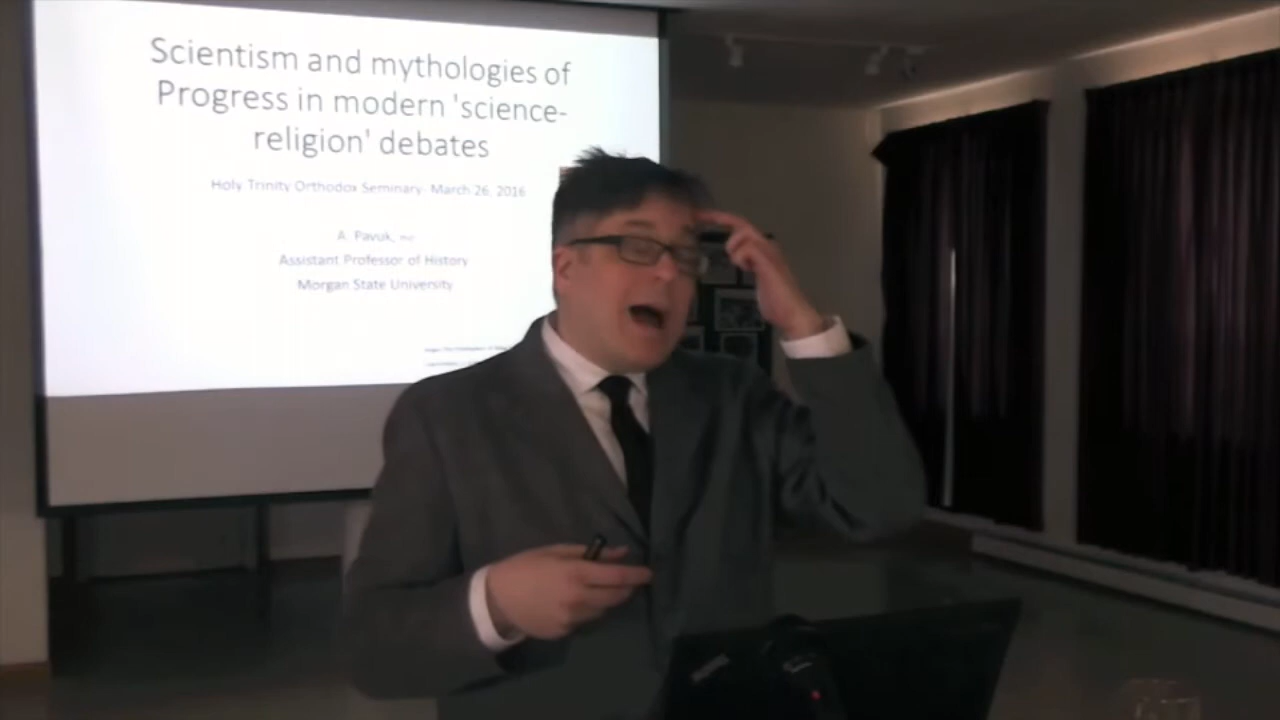 Scientism and mythologies of
Progress in modern 'science-
religion' debates
Holy Trinity Orthodox Seminary- March 26, 2016
A. Pavuk,
Assistant Professor of History
Morgan State University